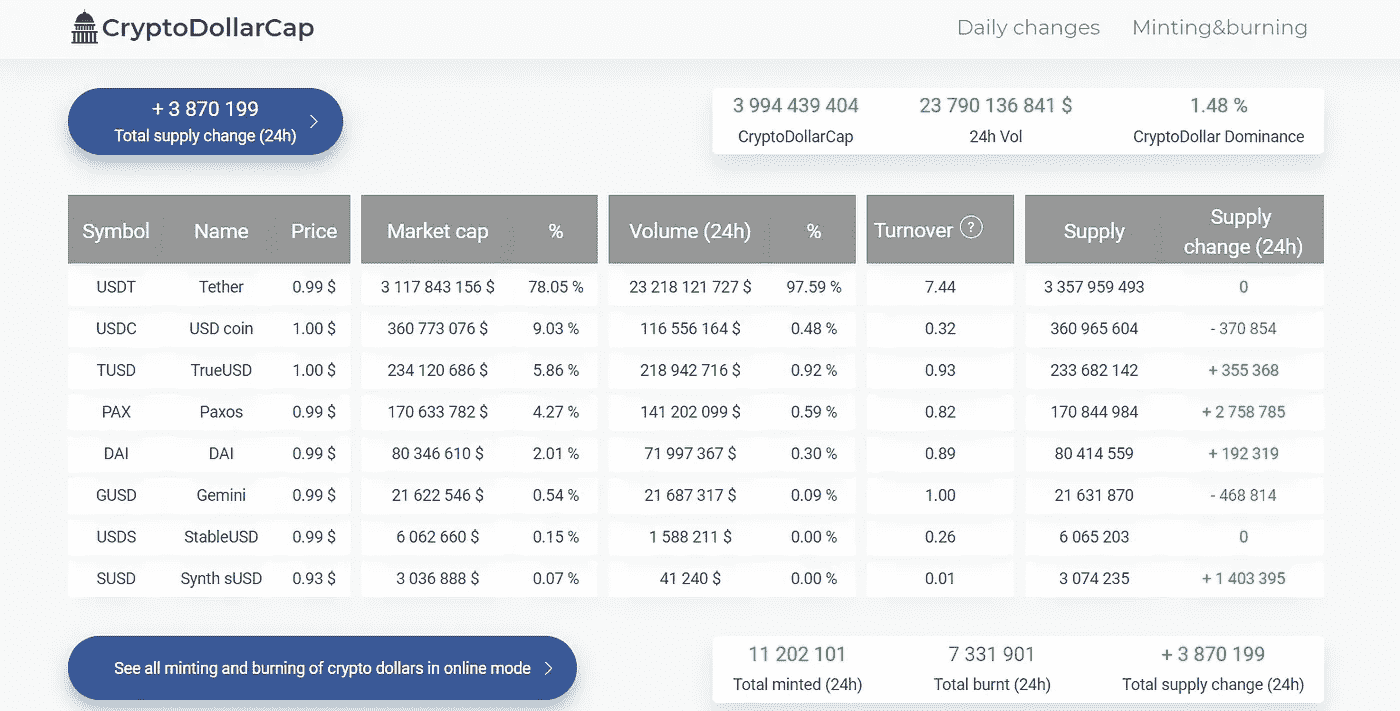 CryptoDollarCap Daily changes Minting&burning
+ 3 870 199
Total supply change (24h)
3 994 439 404 23 790 136 841 $ 1.48 %
CryptoDollarCap 24h Vol CryptoDollar Dominance
Symbol Name Price Market cap % Volume (24h) % Turnover ? Supply Supply change (24h)
USDT Tether 0.99 $ 3 117 843 156 $ 78.05 % 23 218 121 727 $ 97.59 % 7.44 3 357 959 493 0
USDC USD coin 1.00 $ 360 773 076 $ 9.03 % 116 556 164 $ 0.48 % 0.32 360 965 604 - 370 854
TUSD TrueUSD 1.00 $ 234 120 686 $ 5.86 % 218 942 716 $ 0.92 % 0.93 233 682 142 + 355 368
PAX Paxos 0.99 $ 170 633 782 $ 4.27 % 141 202 099 $ 0.59 % 0.82 170 844 984 + 2 758 785
DAI DAI 0.99 $ 80 346 610 $ 2.01 % 71 997 367 $ 0.30 % 0.89 80 414 559 + 192 319
GUSD Gemini 0.99 $ 21 622 546 $ 0.54 % 21 687 317 $ 0.09 % 1.00 21 631 870 - 468 814
USDS StableUSD 0.99 $ 6 062 660 $ 0.15 % 1 588 211 $ 0.00 % 0.26 6 065 203 0
SUSD Synth sUSD 0.93 $ 3 036 888 $ 0.07 % 41 240 $ 0.00 % 0.01 3 074 235 + 1 403 395
See all minting and burning of crypto dollars in online mode
11 202 101 7 331 901 + 3 870 199
Total minted (24h) Total burnt (24h) Total supply change (24h)